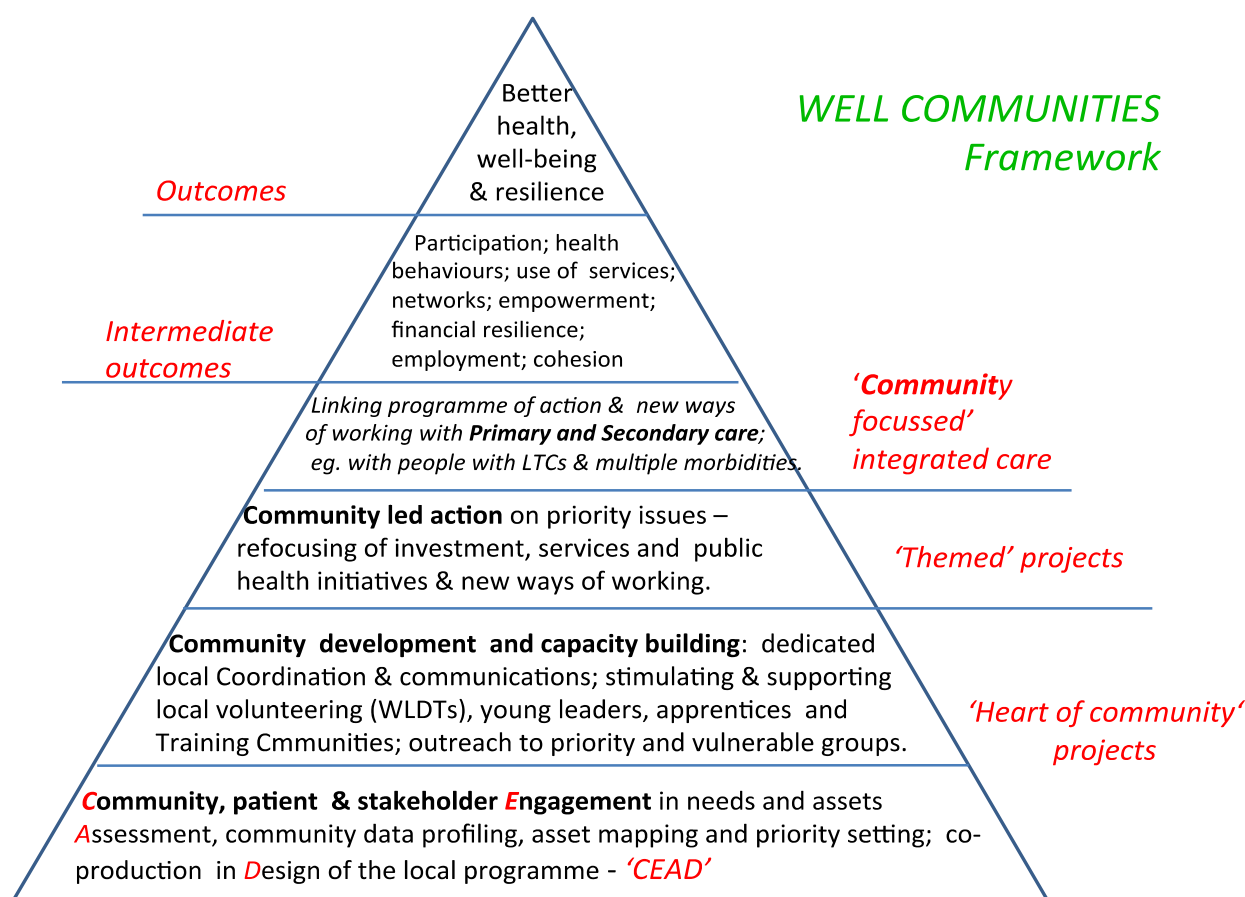 WELL COMMUNITIES
Framework
Better
health,
well-being
& resilience
Outcomes
Participation; health
behaviours; use of services;
networks; empowerment;
financial resilience;
employment; cohesion
Intermediate
outcomes
Linking programme of action & new ways
of working with Primary and Secondary care;
eg. with people with LTCs & multiple morbidities.
‘Community
focussed’
integrated care
Community led action on priority issues –
refocusing of investment, services and public
health initiatives & new ways of working.
‘Themed’ projects
Community development and capacity building: dedicated
local Coordination & communications; stimulating & supporting
local volunteering (WLDTs), young leaders, apprentices and
Training Cmmunities; outreach to priority and vulnerable groups.
‘Heart of community‘
projects
Community, patient & stakeholder Engagement in needs and assets
Assessment, community data profiling, asset mapping and priority setting; co-
production in Design of the local programme - ‘CEAD’